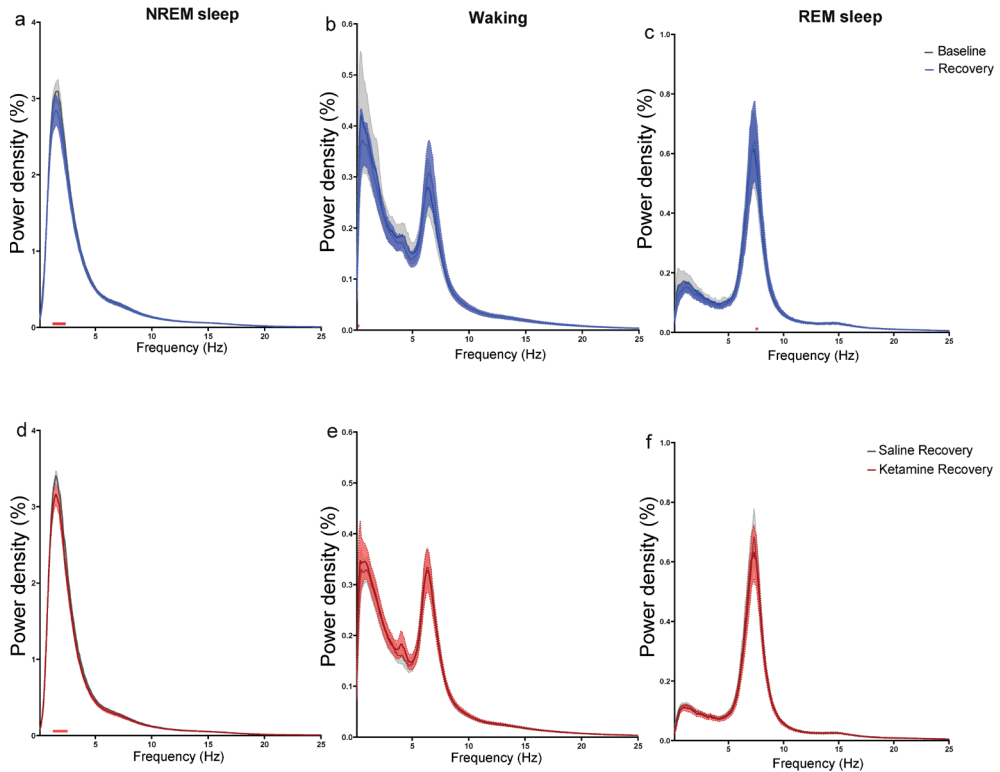 NREM sleep
Waking
REM sleep
a
b
c
Baseline
Recovery
Power density (%)
4
3
2
1
0
5
10
15
20
25
Frequency (Hz)
Power density (%)
0.6
0.5
0.4
0.3
0.2
0.1
0.0
5
10
15
20
25
Frequency (Hz)
Power density (%)
1.0
0.8
0.6
0.4
0.2
0.0
5
10
15
20
25
Frequency (Hz)
d
e
f
Saline Recovery
Ketamine Recovery
Power density (%)
4
3
2
1
0
5
10
15
20
25
Frequency (Hz)
Power density (%)
0.6
0.5
0.4
0.3
0.2
0.1
0.0
5
10
15
20
25
Frequency (Hz)
Power density (%)
1.0
0.8
0.6
0.4
0.2
0.0
5
10
15
20
25
Frequency (Hz)